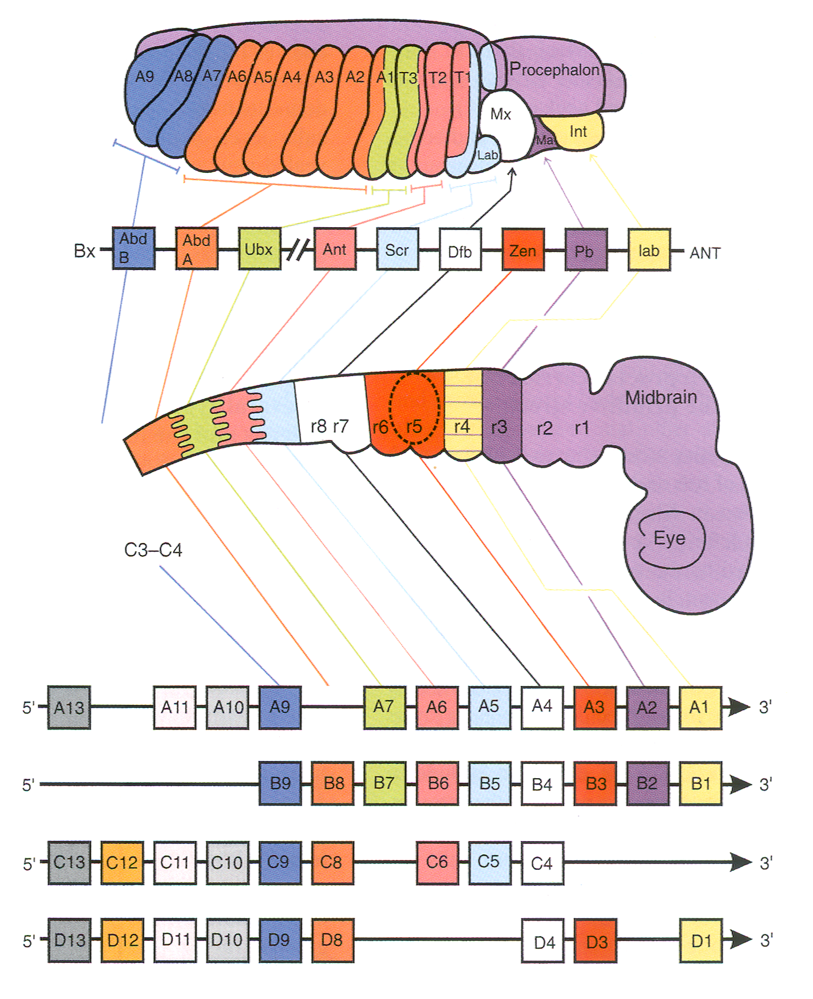 A9 A8 A7 A6 A5 A4 A3 A2 A1 T3 T2 T1 Procephalon
Mx
Lab Ma Int
Bx Abd B Abd A Ubx Ant Scr Dfb Zen Pb lab ANT
Midbrain
r8 r7 r6 r5 r4 r3 r2 r1
Eye
C3–C4
5' A13 A11 A10 A9 A7 A6 A5 A4 A3 A2 A1 3'
5' B9 B8 B7 B6 B5 B4 B3 B2 B1 3'
5' C13 C12 C11 C10 C9 C8 C6 C5 C4 3'
5' D13 D12 D11 D10 D9 D8 D4 D3 D1 3'